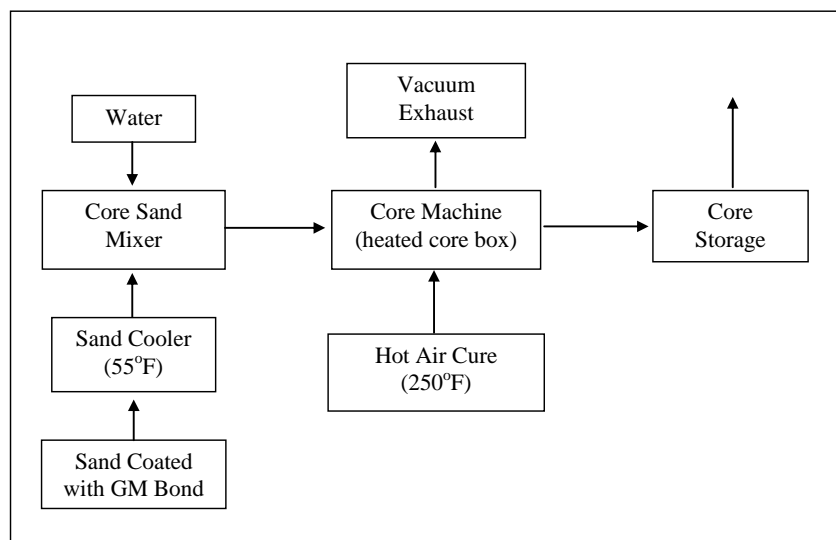 Water
Vacuum
Exhaust
Core Sand
Mixer
Core Machine
(heated core box)
Core
Storage
Sand Cooler
(55°F)
Hot Air Cure
(250°F)
Sand Coated
with GM Bond